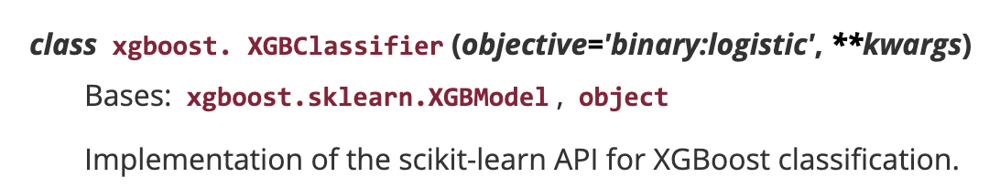 class xgboost. XGBClassifier (objective='binary:logistic', **kwargs)
Bases: xgboost.sklearn.XGBModel , object
Implementation of the scikit-learn API for XGBoost classification.